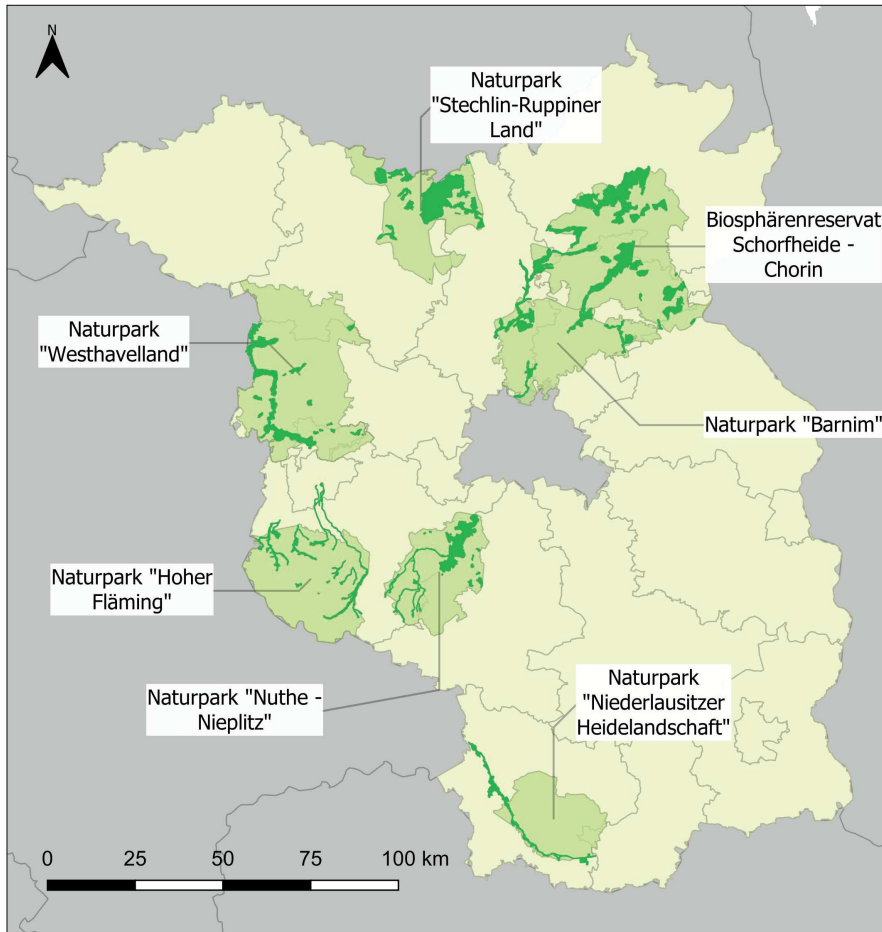 N
Naturpark
"Stechlin-Ruppiner
Land"
Biosphärenreservat
Schorfheide -
Chorin
Naturpark
"Westhavelland"
Naturpark "Barnim"
Naturpark "Hoher
Fläming"
Naturpark "Nuthe -
Nieplitz"
Naturpark
"Niederlausitzer
Heidelandschaft"
0 25 50 75 100 km